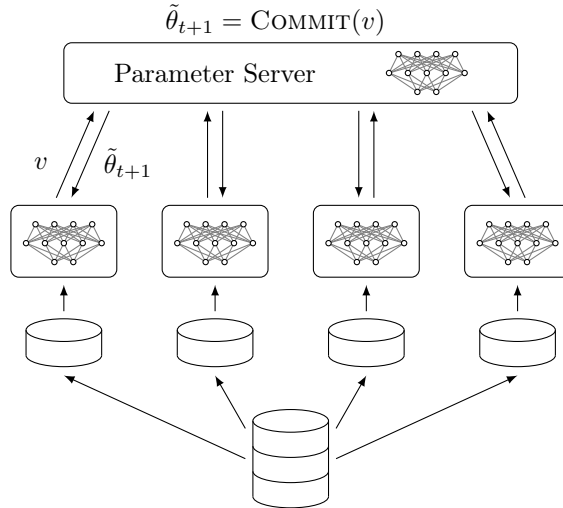 θ̃ₜ₊₁ = COMMIT(v)
Parameter Server
v
θ̃ₜ₊₁